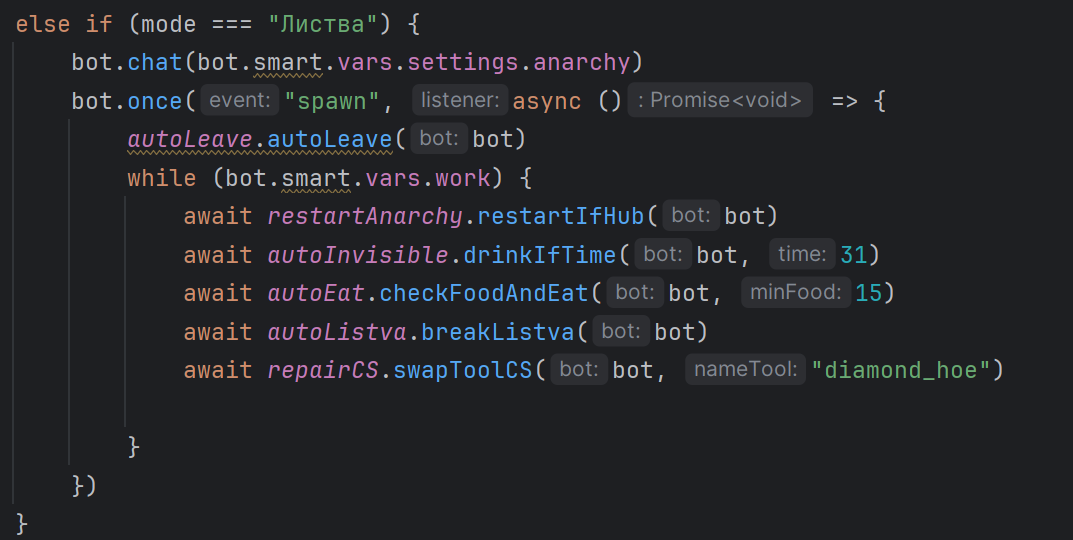 else if (mode === "Листва") {
    bot.chat(bot.smart.vars.settings.anarchy)
    bot.once( event: "spawn", listener: async () : Promise<void> => {
        autoLeave.autoLeave( bot: bot)
        while (bot.smart.vars.work) {
            await restartAnarchy.restartIfHub( bot: bot)
            await autoInvisible.drinkIfTime( bot: bot, time: 31)
            await autoEat.checkFoodAndEat( bot: bot, minFood: 15)
            await autoListva.breakListva( bot: bot)
            await repairCS.swapToolCS( bot: bot, nameTool: "diamond_hoe")
        }
    })
}